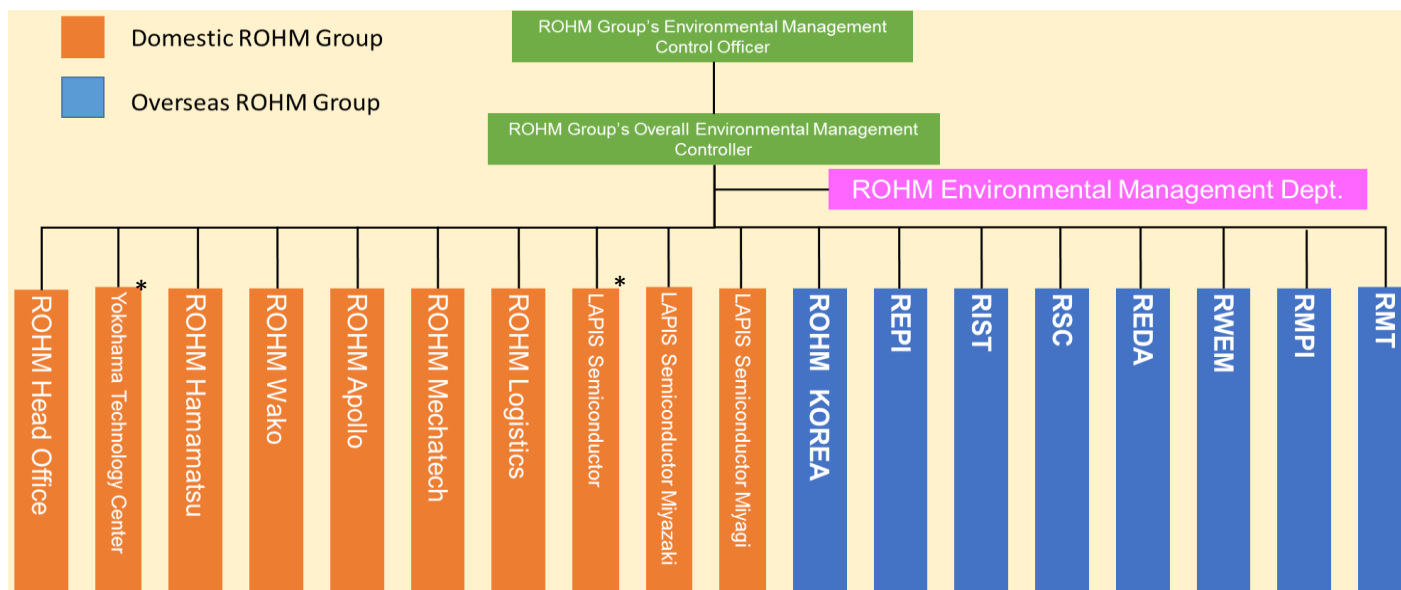 Domestic ROHM Group
Overseas ROHM Group
ROHM Group's Environmental Management
Control Officer
ROHM Group's Overall Environmental Management
Controller
ROHM Environmental Management Dept.
ROHM Head Office
Yokohama Technology Center
*
ROHM Hamamatsu
ROHM Wako
ROHM Apollo
ROHM Mechatech
ROHM Logistics
LAPIS Semiconductor
*
LAPIS Semiconductor Miyazaki
LAPIS Semiconductor Miyagi
ROHM KOREA
REPI
RIST
RSC
REDA
RWEM
RMPI
RMT